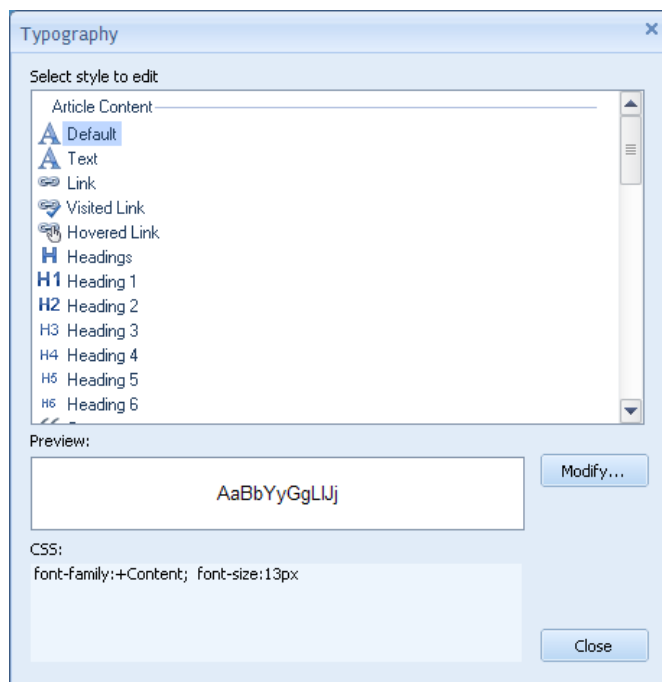 Typography
Select style to edit
Article Content
Default
Text
Link
Visited Link
Hovered Link
H Headings
H1 Heading 1
H2 Heading 2
H3 Heading 3
H4 Heading 4
H5 Heading 5
H6 Heading 6
Preview:
AaBbYyGgLlJj
Modify...
CSS:
font-family:+Content; font-size:13px
Close